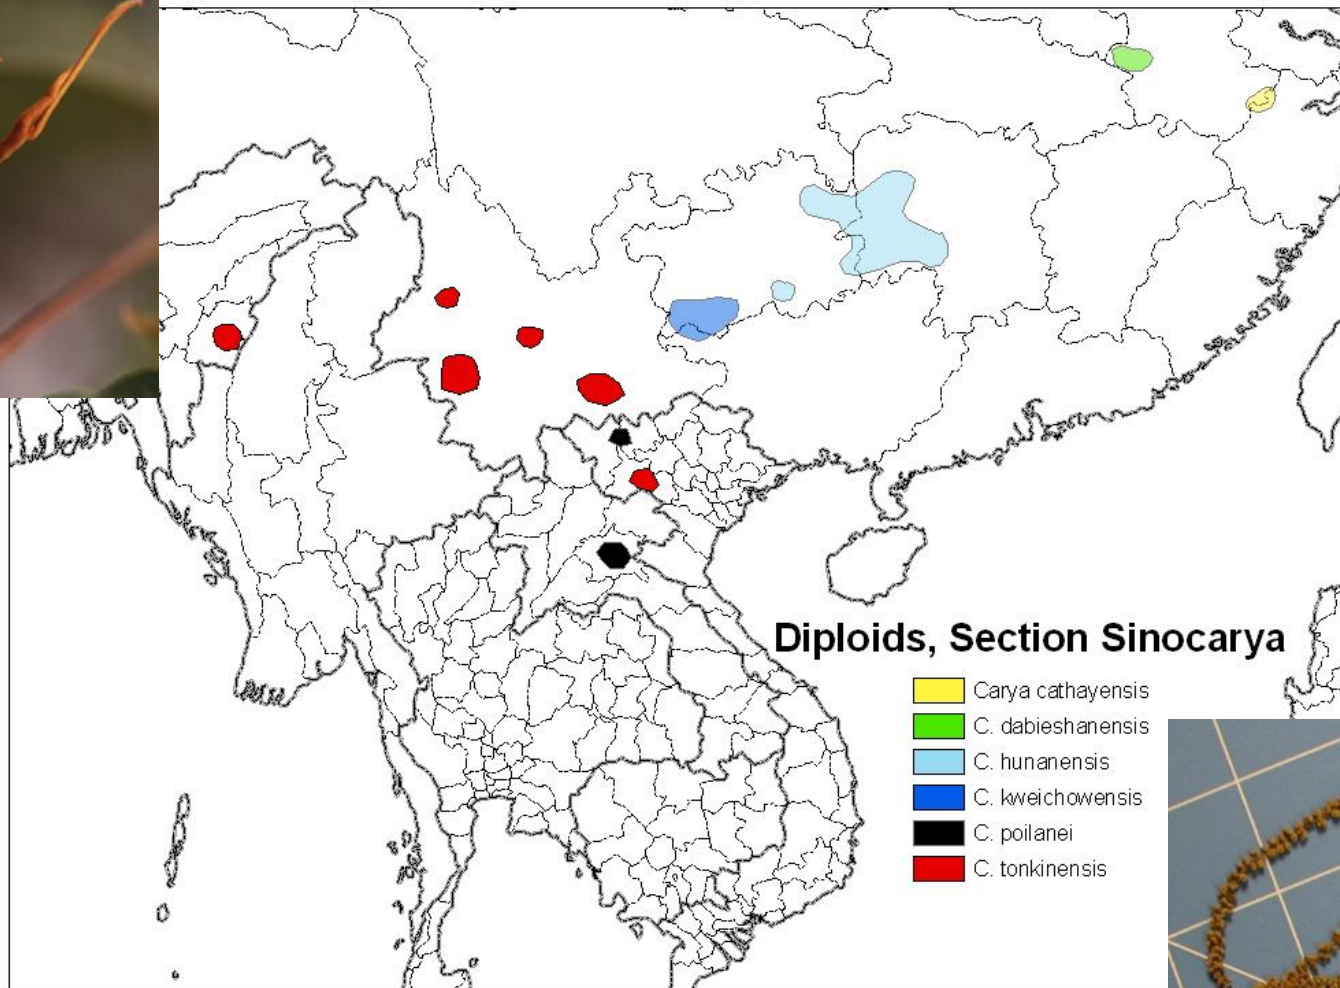 Diploids, Section Sinocarya
Carya cathayensis
C. dabieshanensis
C. hunanensis
C. kweichowensis
C. poilanei
C. tonkinensis